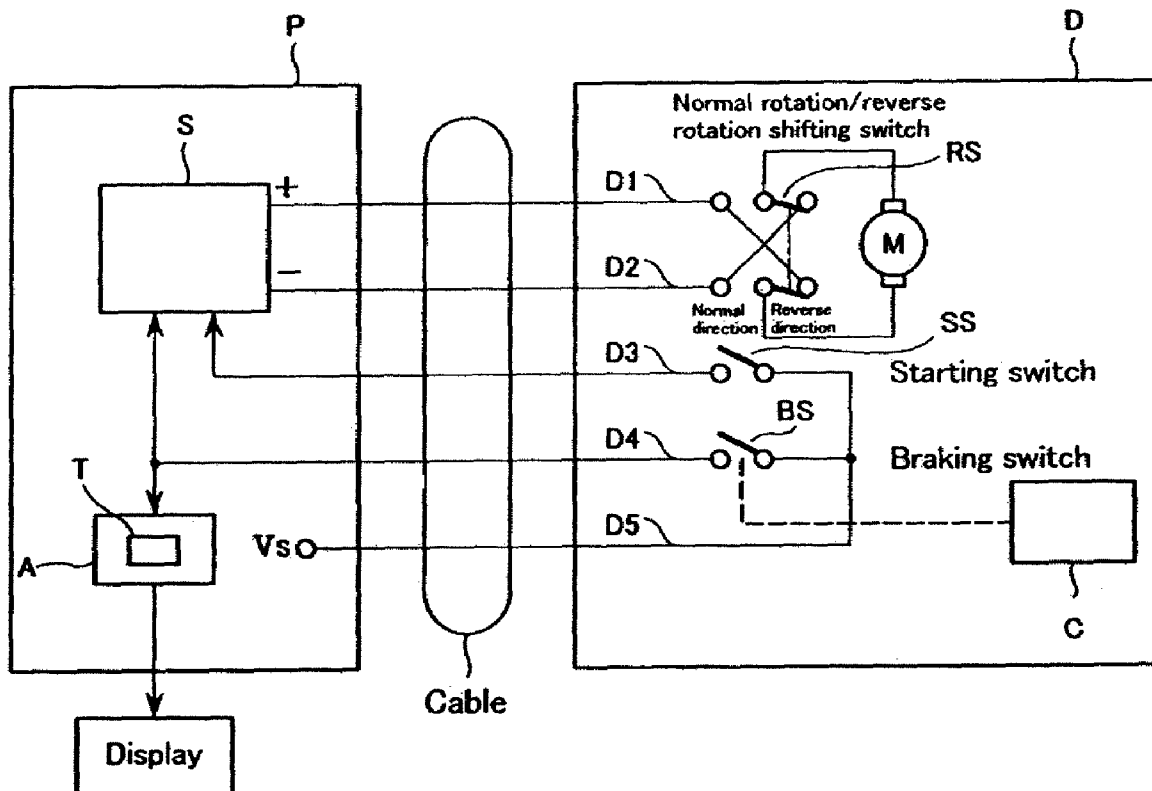 P
D
S
Normal rotation/reverse
rotation shifting switch
RS
+
D1
M
−
D2
Normal
direction
Reverse
direction
SS
D3
Starting switch
BS
D4
Braking switch
T
D5
Vs
A
C
Cable
Display